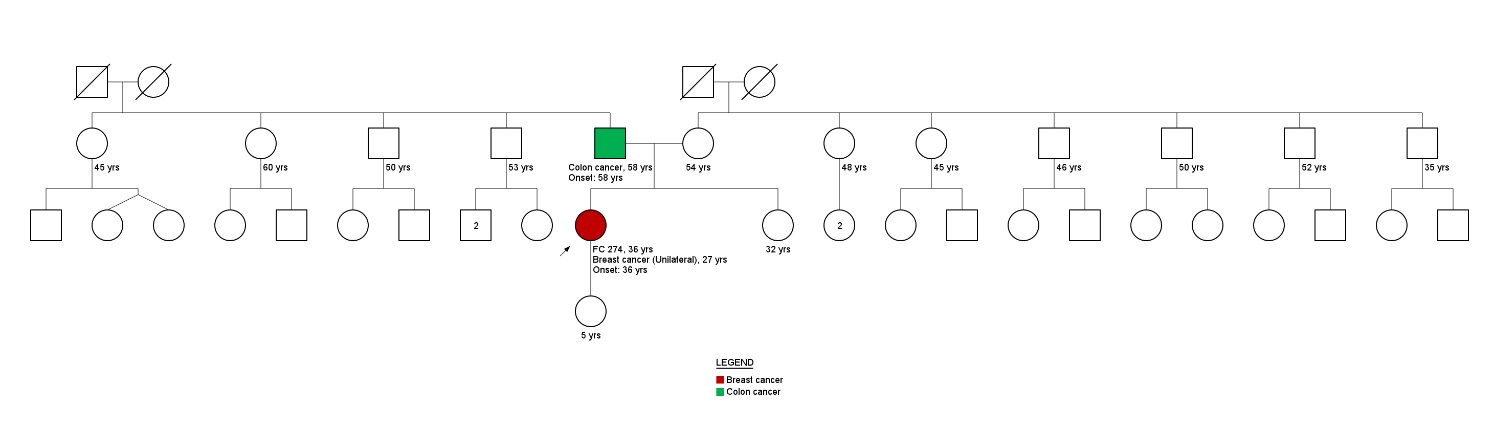 45 yrs
60 yrs
50 yrs
53 yrs
Colon cancer, 58 yrs
Onset: 58 yrs
54 yrs
48 yrs
45 yrs
46 yrs
50 yrs
52 yrs
35 yrs
2
2
FC 274, 36 yrs
Breast cancer (Unilateral), 27 yrs
Onset: 36 yrs
32 yrs
5 yrs
LEGEND
Breast cancer
Colon cancer